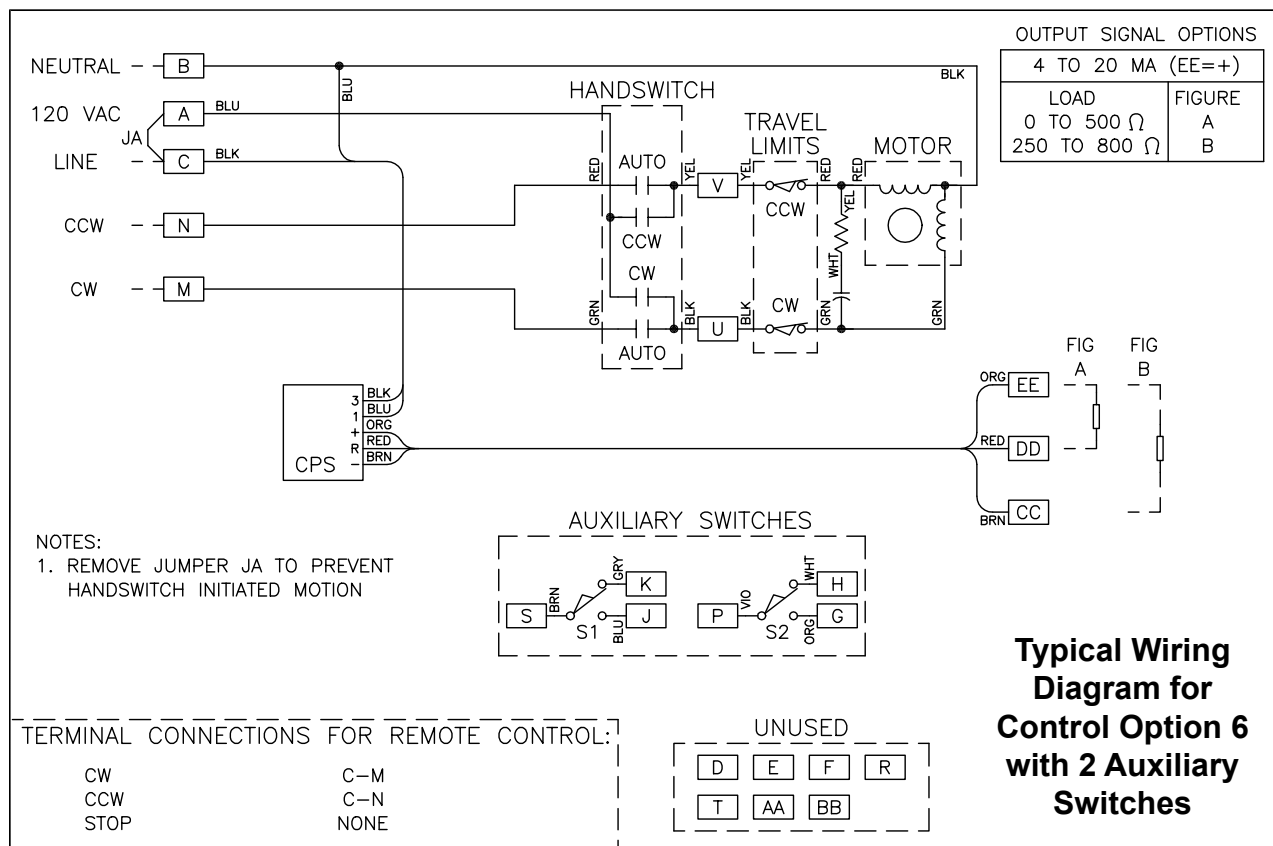 OUTPUT SIGNAL OPTIONS
4 TO 20 MA (EE=+)
LOAD FIGURE
0 TO 500 Ω A
250 TO 800 Ω B
NEUTRAL B BLU BLK
120 VAC A BLU
JA
LINE C BLK
CCW N
CW M
HANDSWITCH
AUTO
RED YEL
CCW
CW
GRN BLK
AUTO
V
U
TRAVEL
LIMITS
YEL RED
CCW
CW
BLK GRN
MOTOR
RED
YEL
WHT
GRN
CPS
3 BLK
1 BLU
+ ORG
R RED
- BRN
ORG EE
RED DD
BRN CC
FIG
A
FIG
B
NOTES:
1. REMOVE JUMPER JA TO PREVENT
HANDSWITCH INITIATED MOTION
AUXILIARY SWITCHES
S BRN S1 GRY K
BLU J
P VIO S2 WHT H
ORG G
Typical Wiring
Diagram for
Control Option 6
with 2 Auxiliary
Switches
TERMINAL CONNECTIONS FOR REMOTE CONTROL:
CW C-M
CCW C-N
STOP NONE
UNUSED
D E F R
T AA BB